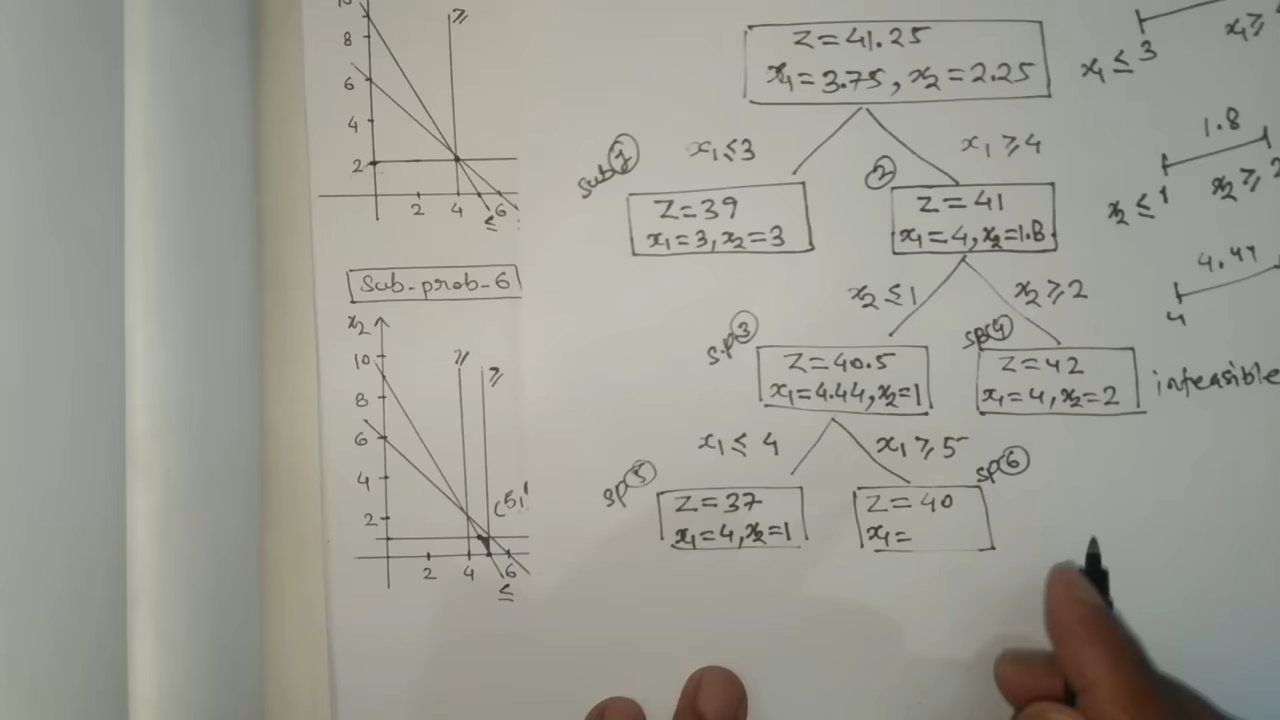 10
8
6
4
2
≥
2 4 6
≤
Sub-prob-6
x₂
10
8
6
4
2
≥
≥
(5,
2 4 6
≤
Z=41.25
x₁=3.75, x₂=2.25
x₁≤3
x₁≥4
sub 1
Z=39
x₁=3, x₂=3
2
Z=41
x₁=4, x₂=1.8
x₂≤1
x₂≥2
s.p 3
Z=40.5
x₁=4.44, x₂=1
sp 4
Z=42
x₁=4, x₂=2
infeasible
x₁≤4
x₁≥5
sp 5
Z=37
x₁=4, x₂=1
sp 6
Z=40
x₁=
x₁≤3
x₁≥
1.8
x₂≤1
x₂≥2
4.44
4